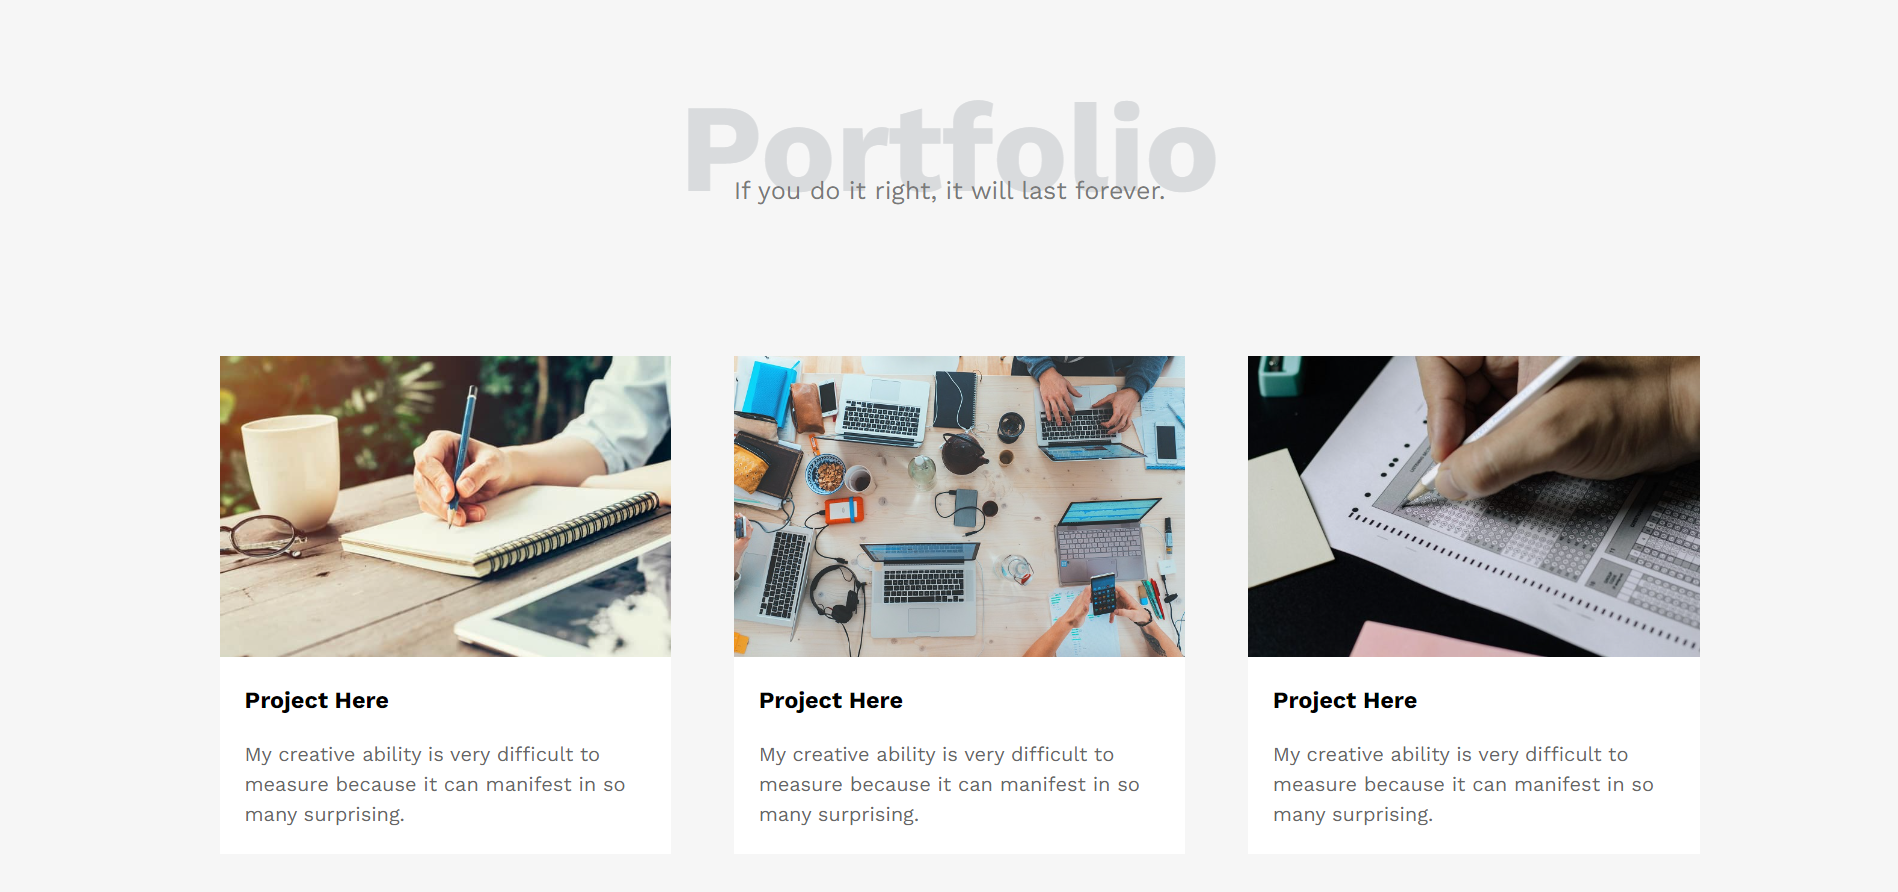 Portfolio
If you do it right, it will last forever.
Project Here
My creative ability is very difficult to
measure because it can manifest in so
many surprising.
Project Here
My creative ability is very difficult to
measure because it can manifest in so
many surprising.
Project Here
My creative ability is very difficult to
measure because it can manifest in so
many surprising.